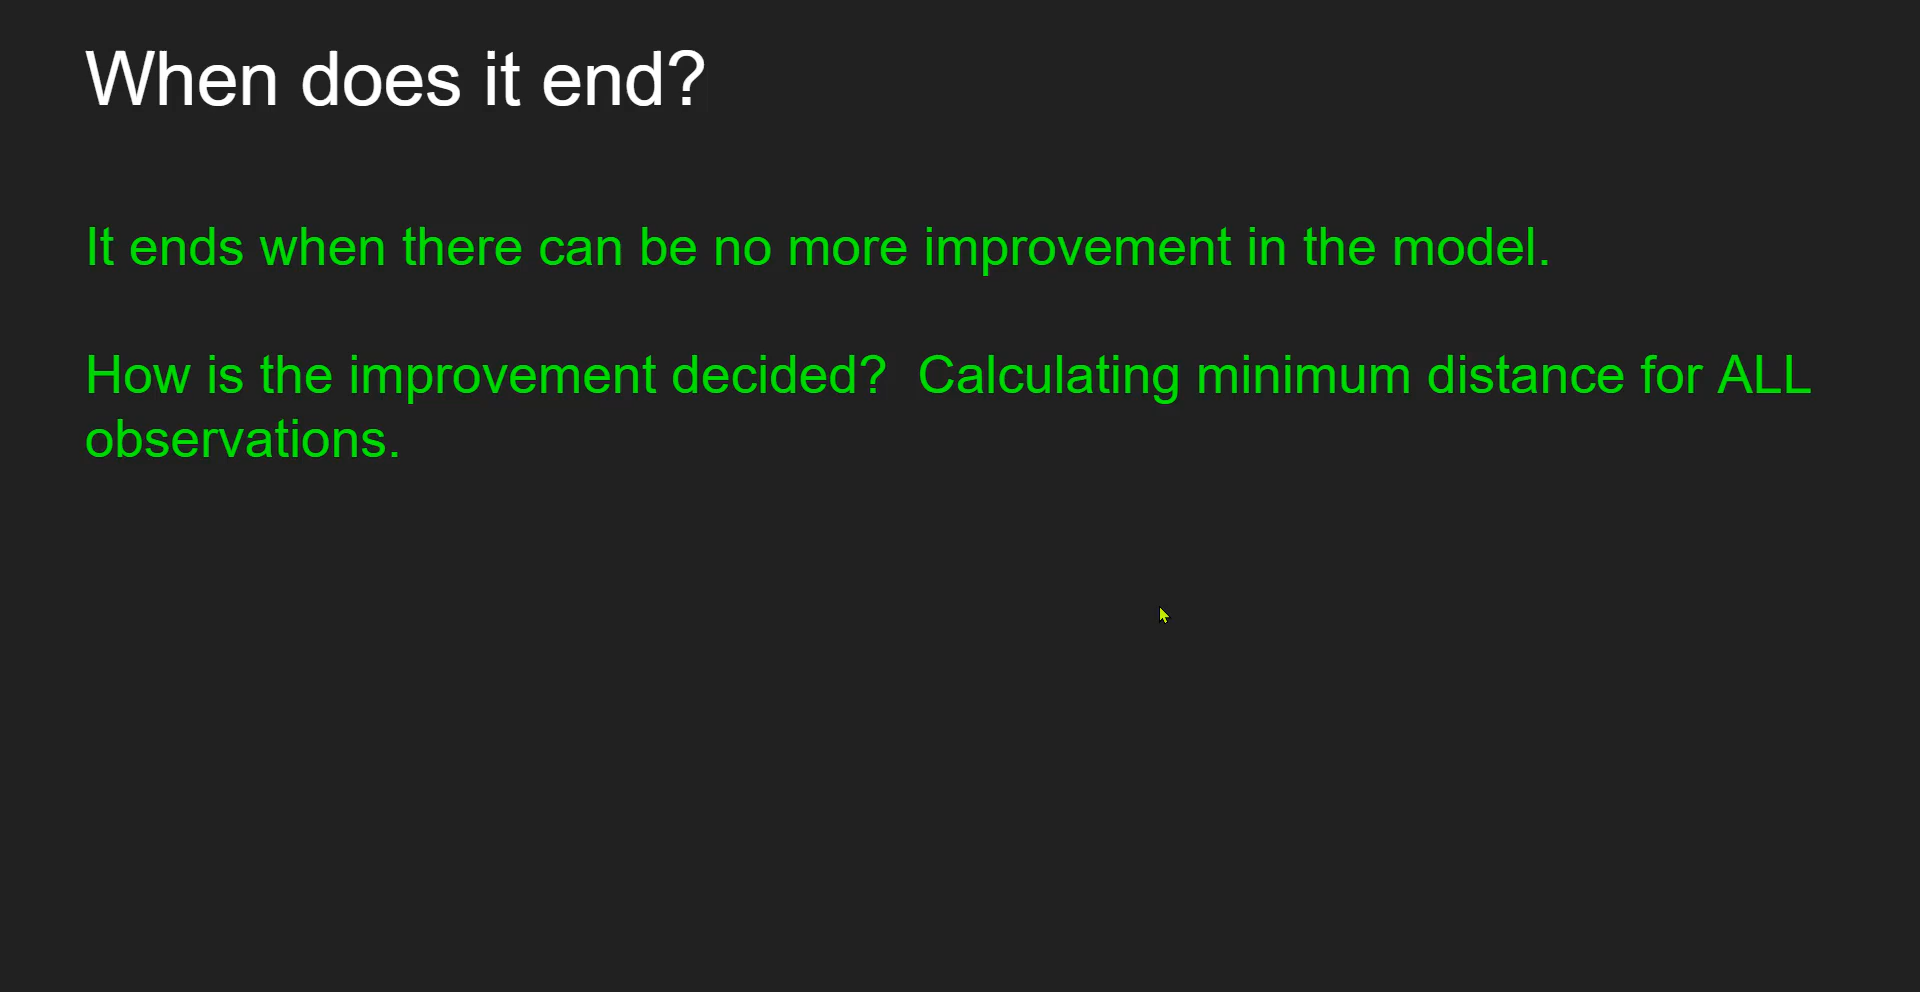 When does it end?
It ends when there can be no more improvement in the model.
How is the improvement decided?  Calculating minimum distance for ALL
observations.